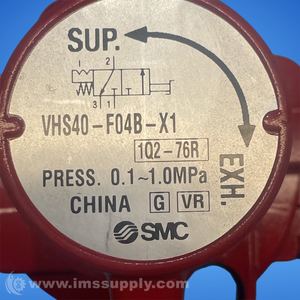 SUP.
2
3 1
VHS40-F04B-X1
1Q2-76R
EXH.
PRESS. 0.1~1.0MPa
CHINA G VR
SMC
www.imssupply.com